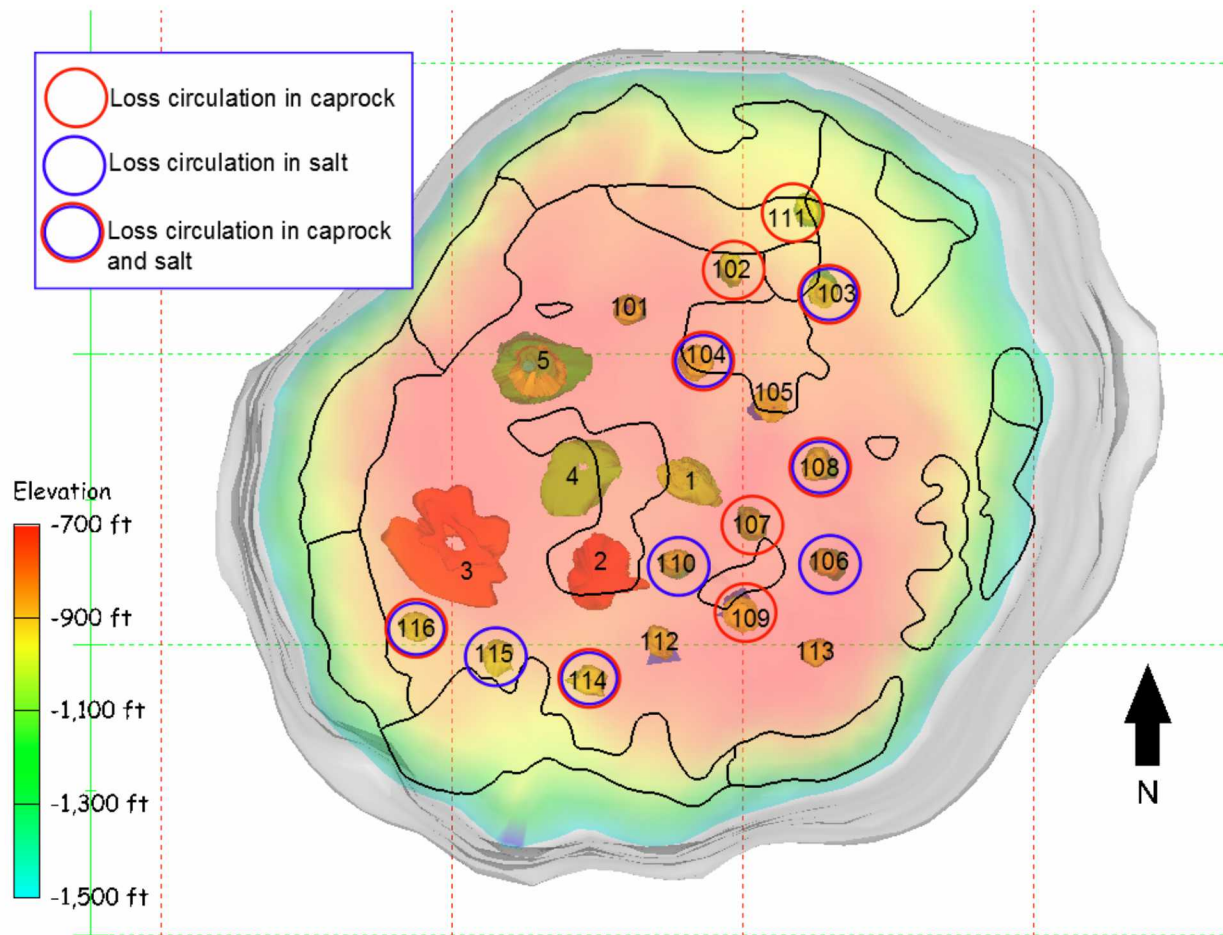 Loss circulation in caprock
Loss circulation in salt
Loss circulation in caprock
and salt
111
102
103
101
104
5
105
108
4
1
107
3
2
110
106
109
116
112
115
113
114
Elevation
-700 ft
-900 ft
-1,100 ft
-1,300 ft
-1,500 ft
N